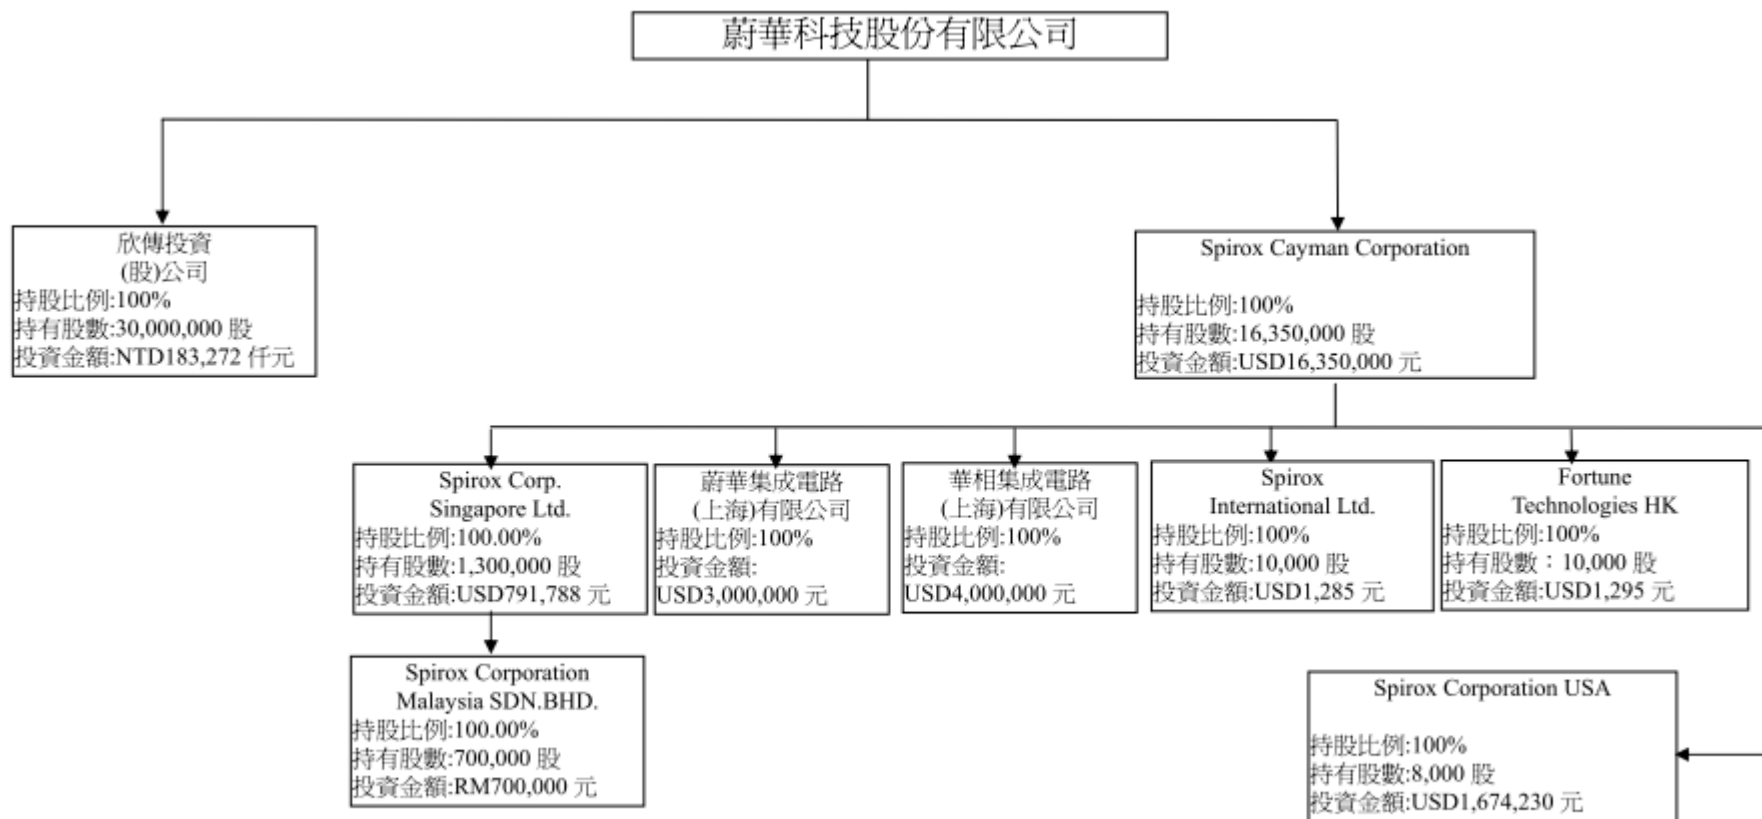 蔚華科技股份有限公司
欣傳投資
(股)公司
持股比例:100%
持有股數:30,000,000 股
投資金額:NTD183,272 仟元
Spirox Cayman Corporation
持股比例:100%
持有股數:16,350,000 股
投資金額:USD16,350,000 元
Spirox Corp.
Singapore Ltd.
持股比例:100.00%
持有股數:1,300,000 股
投資金額:USD791,788 元
蔚華集成電路
(上海)有限公司
持股比例:100%
投資金額:
USD3,000,000 元
華相集成電路
(上海)有限公司
持股比例:100%
投資金額:
USD4,000,000 元
Spirox
International Ltd.
持股比例:100%
持有股數:10,000 股
投資金額:USD1,285 元
Fortune
Technologies HK
持股比例:100%
持有股數：10,000 股
投資金額:USD1,295 元
Spirox Corporation
Malaysia SDN.BHD.
持股比例:100.00%
持有股數:700,000 股
投資金額:RM700,000 元
Spirox Corporation USA
持股比例:100%
持有股數:8,000 股
投資金額:USD1,674,230 元